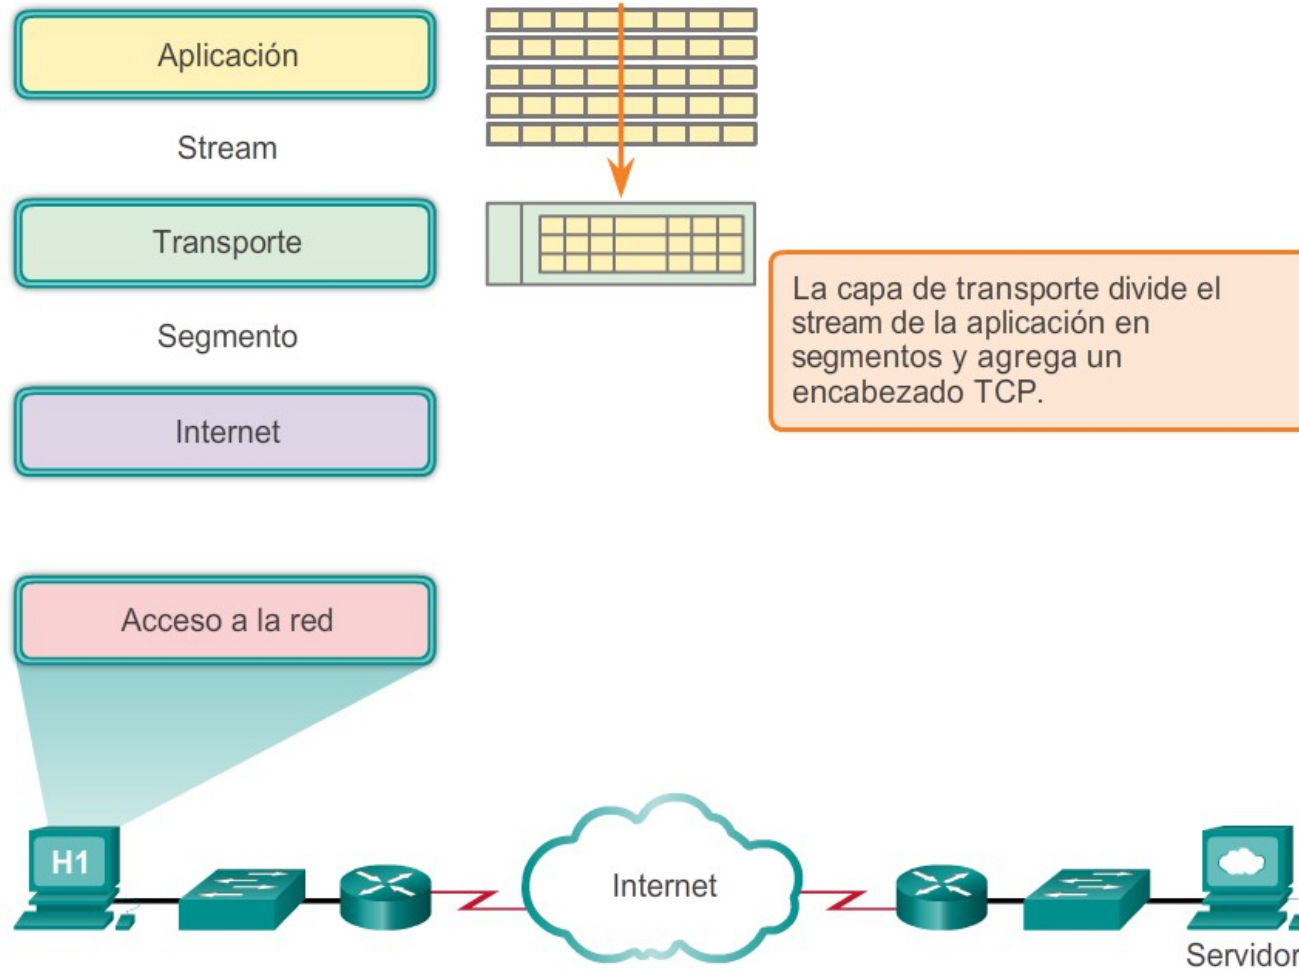 Aplicación
Stream
Transporte
La capa de transporte divide el
stream de la aplicación en
segmentos y agrega un
encabezado TCP.
Segmento
Internet
Acceso a la red
H1
Internet
Servidor